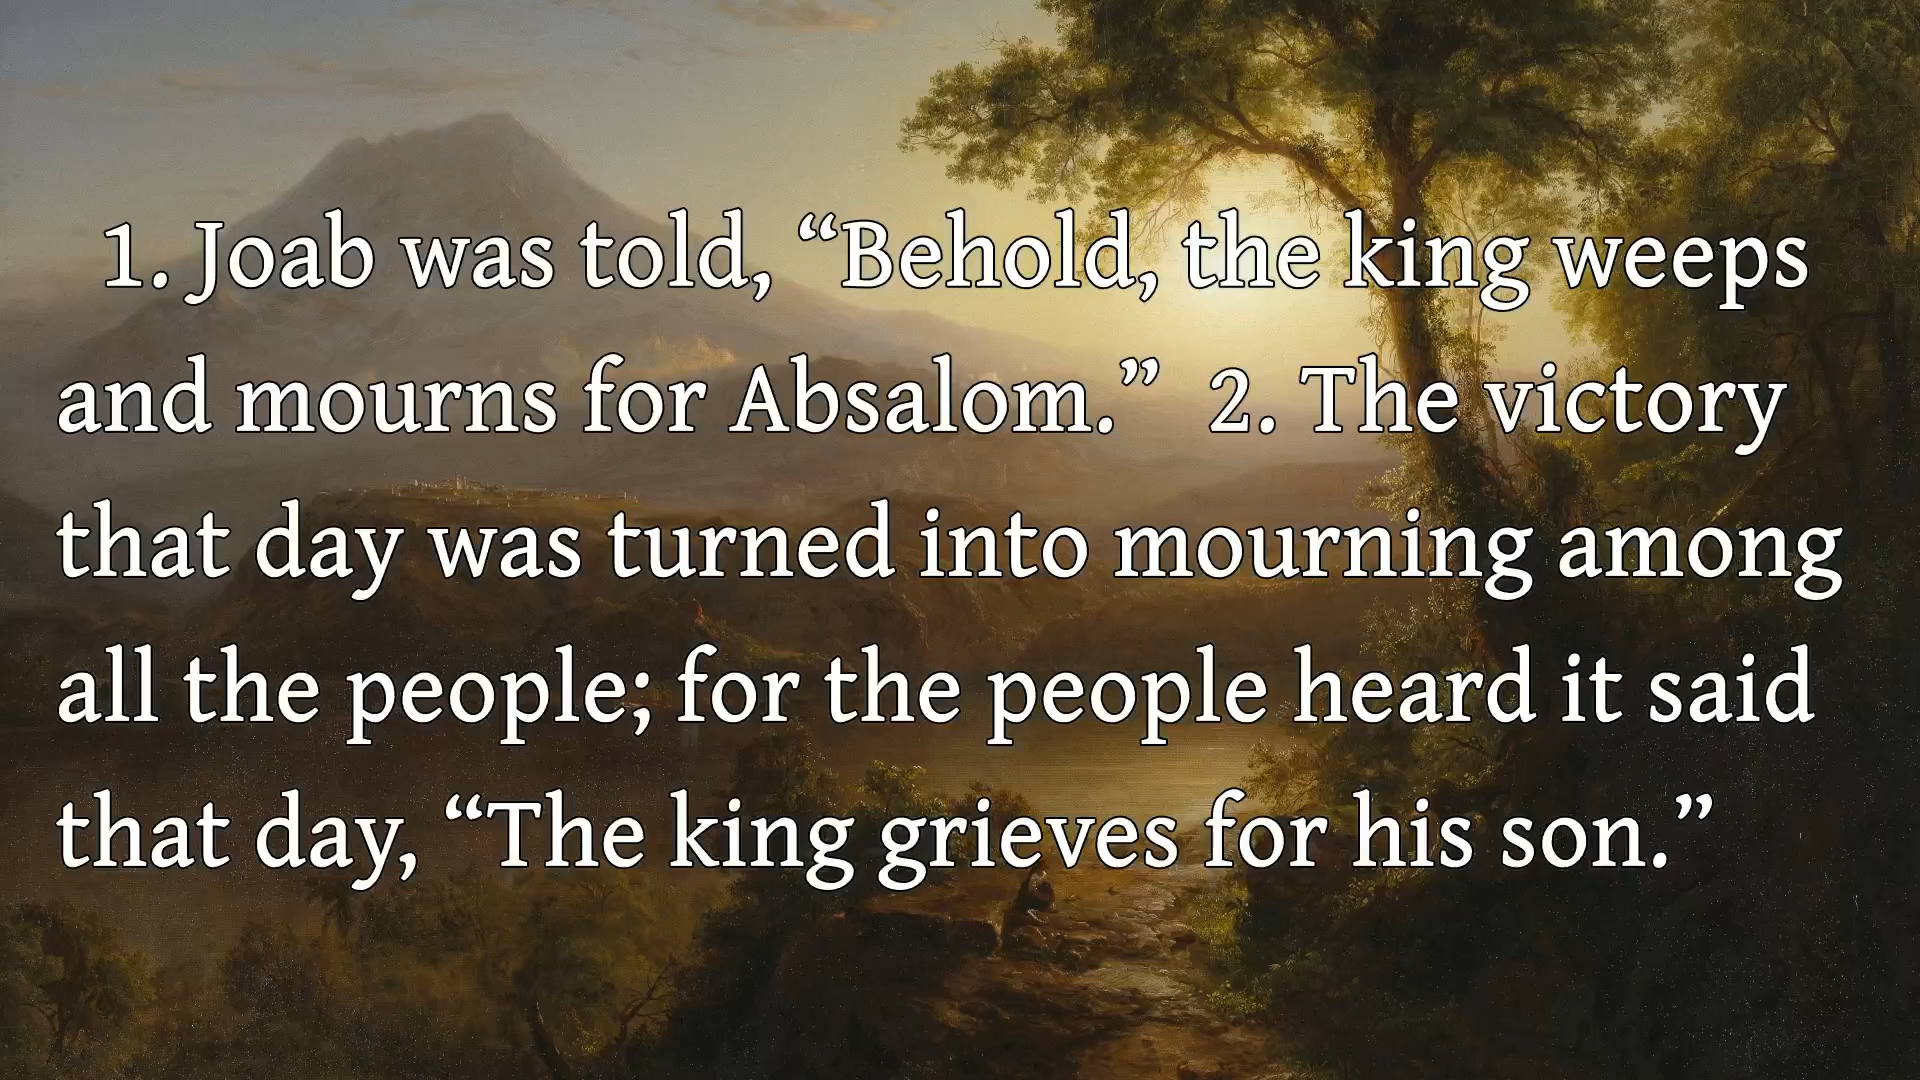 1. Joab was told, “Behold, the king weeps
and mourns for Absalom.” 2. The victory
that day was turned into mourning among
all the people; for the people heard it said
that day, “The king grieves for his son.”